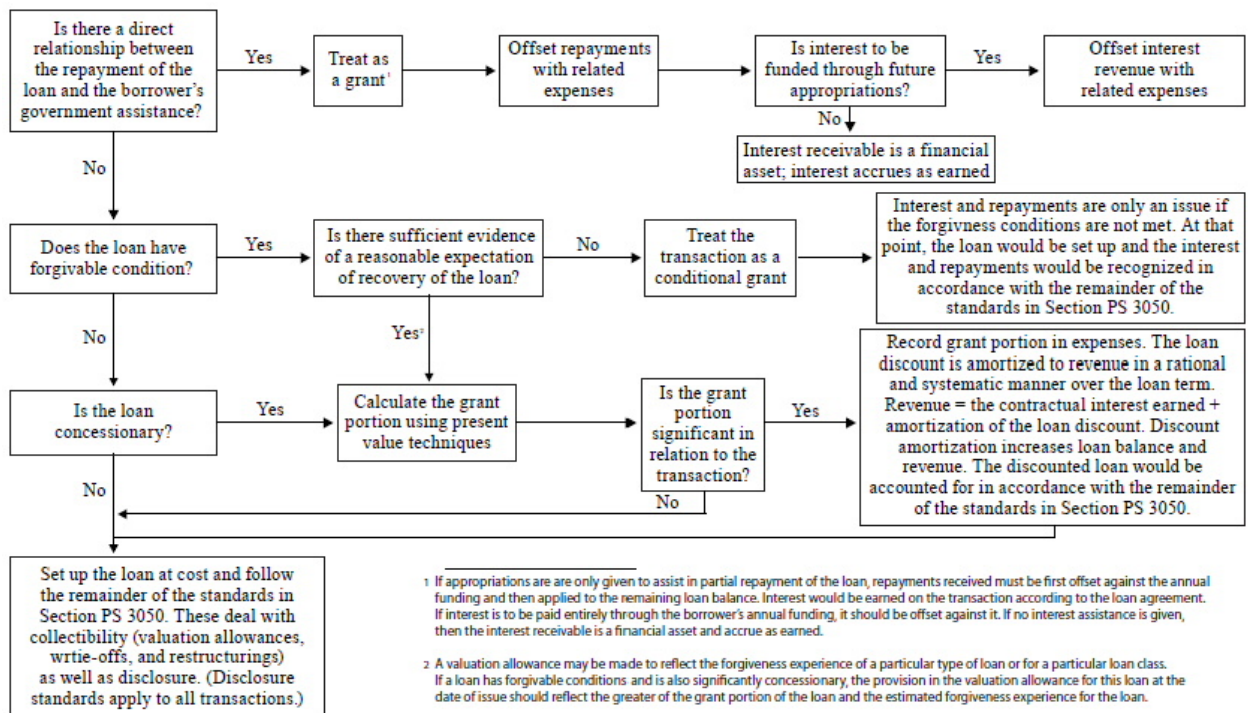 Is there a direct
relationship between
the repayment of the
loan and the borrower's
government assistance?
Yes
Treat as
a grant¹
Offset repayments
with related
expenses
Is interest to be
funded through future
appropriations?
Yes
Offset interest
revenue with
related expenses
No
Interest receivable is a financial
asset; interest accrues as earned
No
Does the loan have
forgivable condition?
Yes
Is there sufficient evidence
of a reasonable expectation
of recovery of the loan?
No
Treat the
transaction as a
conditional grant
Interest and repayments are only an issue if
the forgivness conditions are not met. At that
point, the loan would be set up and the interest
and repayments would be recognized in
accordance with the remainder of the
standards in Section PS 3050.
No
Yes²
Is the loan
concessionary?
Yes
Calculate the grant
portion using present
value techniques
Is the grant
portion
significant in
relation to the
transaction?
Yes
Record grant portion in expenses. The loan
discount is amortized to revenue in a rational
and systematic manner over the loan term.
Revenue = the contractual interest earned +
amortization of the loan discount. Discount
amortization increases loan balance and
revenue. The discounted loan would be
accounted for in accordance with the remainder
of the standards in Section PS 3050.
No
No
Set up the loan at cost and follow
the remainder of the standards in
Section PS 3050. These deal with
collectibility (valuation allowances,
wrtie-offs, and restructurings)
as well as disclosure. (Disclosure
standards apply to all transactions.)
1 If appropriations are are only given to assist in partial repayment of the loan, repayments received must be first offset against the annual
funding and then applied to the remaining loan balance. Interest would be earned on the transaction according to the loan agreement.
If interest is to be paid entirely through the borrower's annual funding, it should be offset against it. If no interest assistance is given,
then the interest receivable is a financial asset and accrue as earned.
2 A valuation allowance may be made to reflect the forgiveness experience of a particular type of loan or for a particular loan class.
If a loan has forgivable conditions and is also significantly concessionary, the provision in the valuation allowance for this loan at the
date of issue should reflect the greater of the grant portion of the loan and the estimated forgiveness experience for the loan.